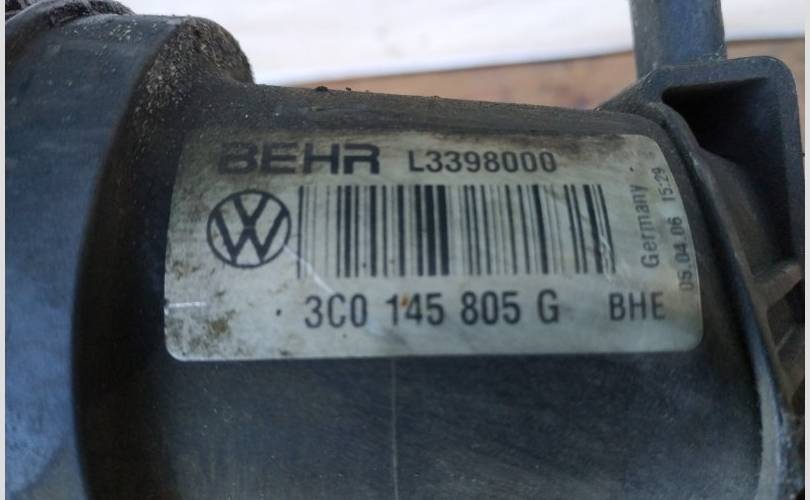 BEHR L3398000
3C0 145 805 G BHE
Germany
05.04.06 15:29